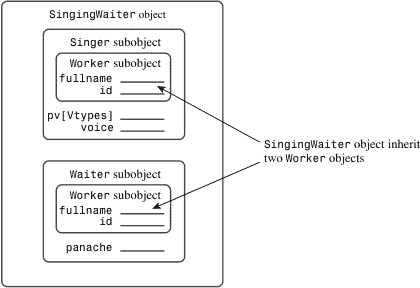 SingingWaiter object
Singer subobject
Worker subobject
fullname
id
pv[Vtypes]
voice
SingingWaiter object inherit
two Worker objects
Waiter subobject
Worker subobject
fullname
id
panache